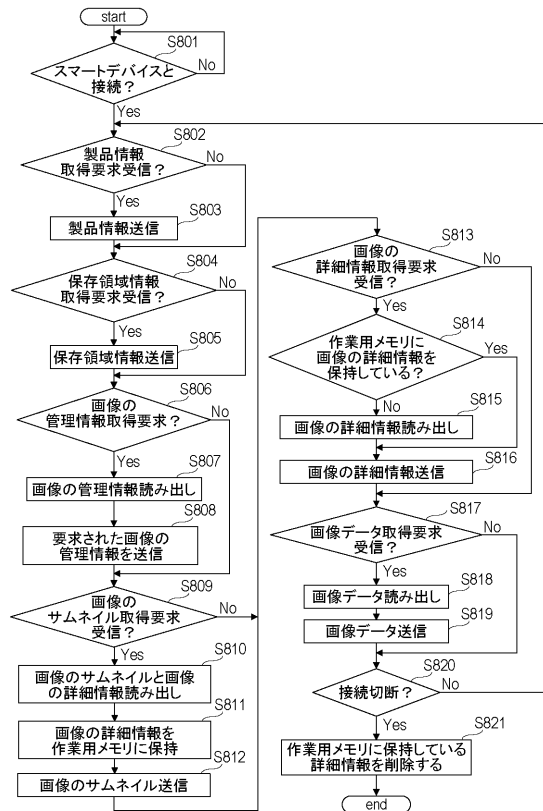 start
S801
スマートデバイスと
接続？
No
Yes
S802
製品情報
取得要求受信？
No
Yes
S803
製品情報送信
S804
保存領域情報
取得要求受信？
No
Yes
S805
保存領域情報送信
S806
画像の
管理情報取得要求？
No
Yes
S807
画像の管理情報読み出し
S808
要求された画像の
管理情報を送信
S809
画像の
サムネイル取得要求
受信？
No
Yes
S810
画像のサムネイルと画像
の詳細情報読み出し
S811
画像の詳細情報を
作業用メモリに保持
S812
画像のサムネイル送信
S813
画像の
詳細情報取得要求
受信？
No
Yes
S814
作業用メモリに
画像の詳細情報を
保持している？
Yes
No
S815
画像の詳細情報読み出し
S816
画像の詳細情報送信
S817
画像データ取得要求
受信？
No
Yes
S818
画像データ読み出し
S819
画像データ送信
S820
接続切断？
No
Yes
S821
作業用メモリに保持している
詳細情報を削除する
end